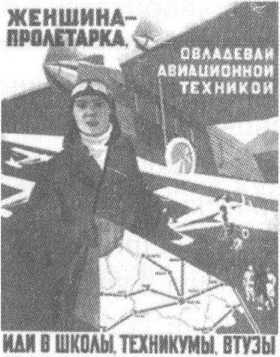 ЖЕНЩИНА-
ПРОЛЕТАРКА,
ОВЛАДЕВАЙ
АВИАЦИОННОЙ
ТЕХНИКОЙ
ИДИ В ШКОЛЫ, ТЕХНИКУМЫ, ВТУЗЫ